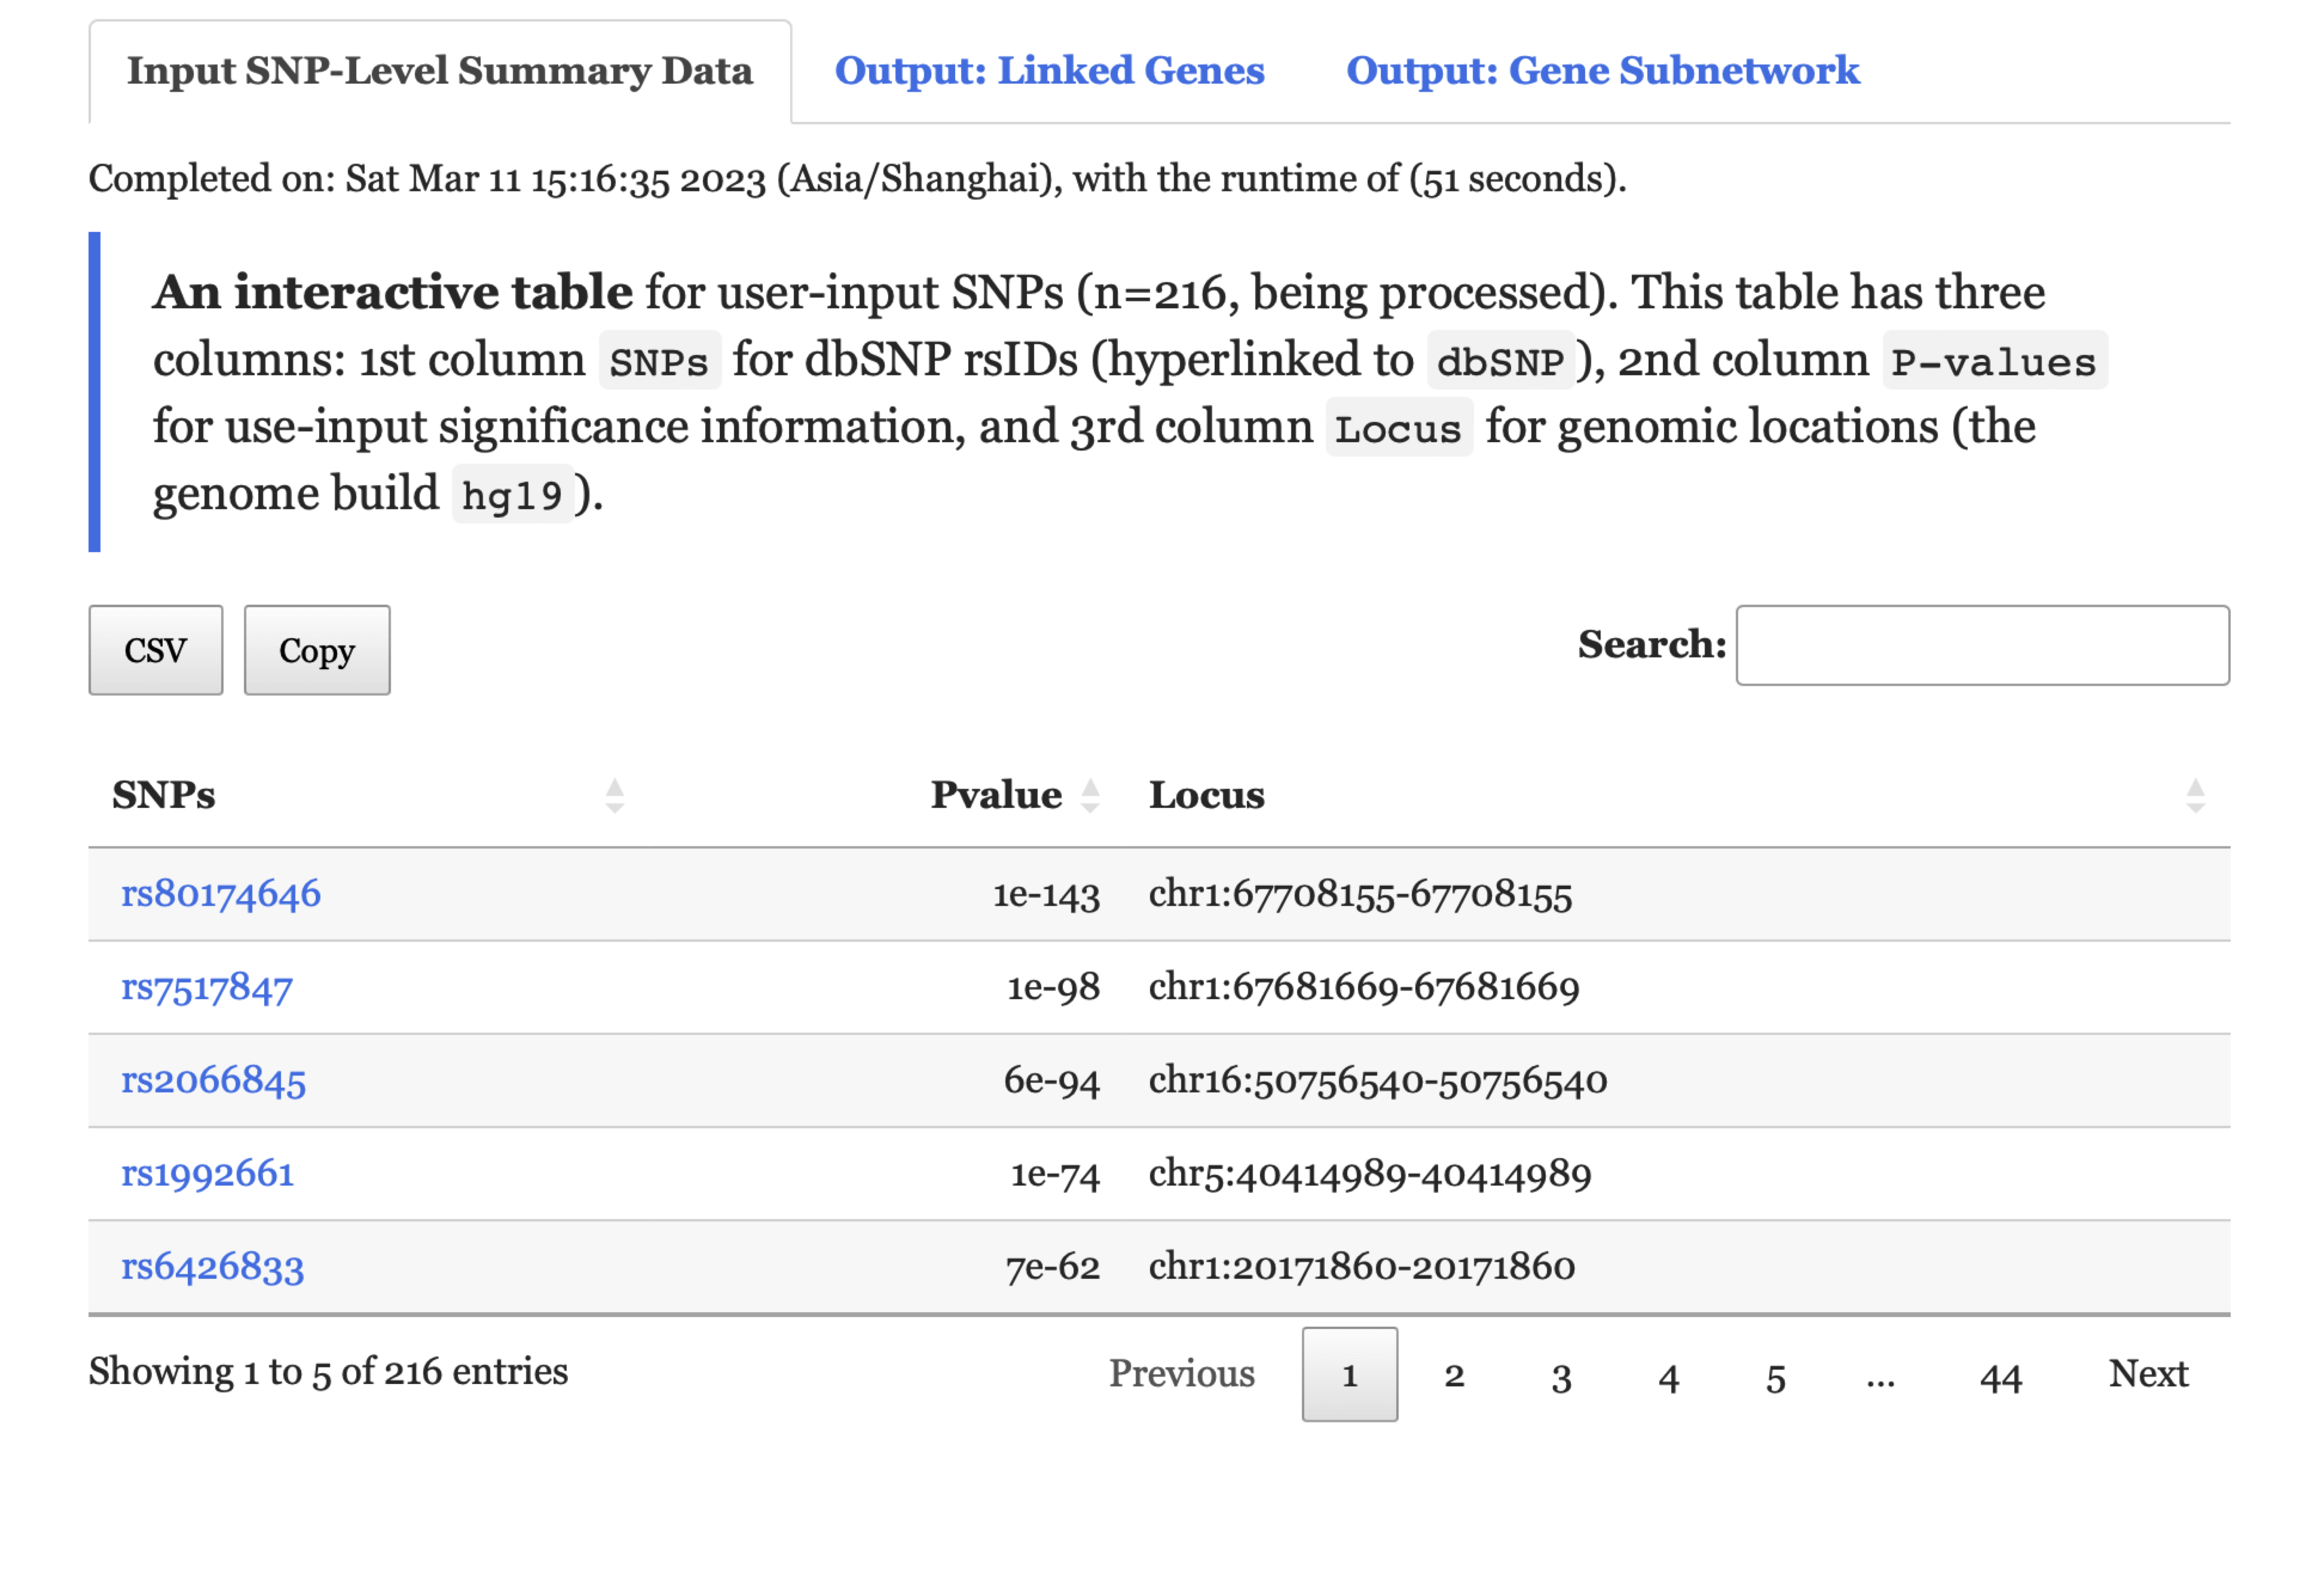 Input SNP-Level Summary Data Output: Linked Genes Output: Gene Subnetwork
Completed on: Sat Mar 11 15:16:35 2023 (Asia/Shanghai), with the runtime of (51 seconds).
An interactive table for user-input SNPs (n=216, being processed). This table has three
columns: 1st column SNPs for dbSNP rsIDs (hyperlinked to dbSNP), 2nd column P-values
for use-input significance information, and 3rd column Locus for genomic locations (the
genome build hg19).
CSV Copy Search:
SNPs Pvalue Locus
rs80174646 1e-143 chr1:67708155-67708155
rs7517847 1e-98 chr1:67681669-67681669
rs2066845 6e-94 chr16:50756540-50756540
rs1992661 1e-74 chr5:40414989-40414989
rs6426833 7e-62 chr1:20171860-20171860
Showing 1 to 5 of 216 entries Previous 1 2 3 4 5 ... 44 Next